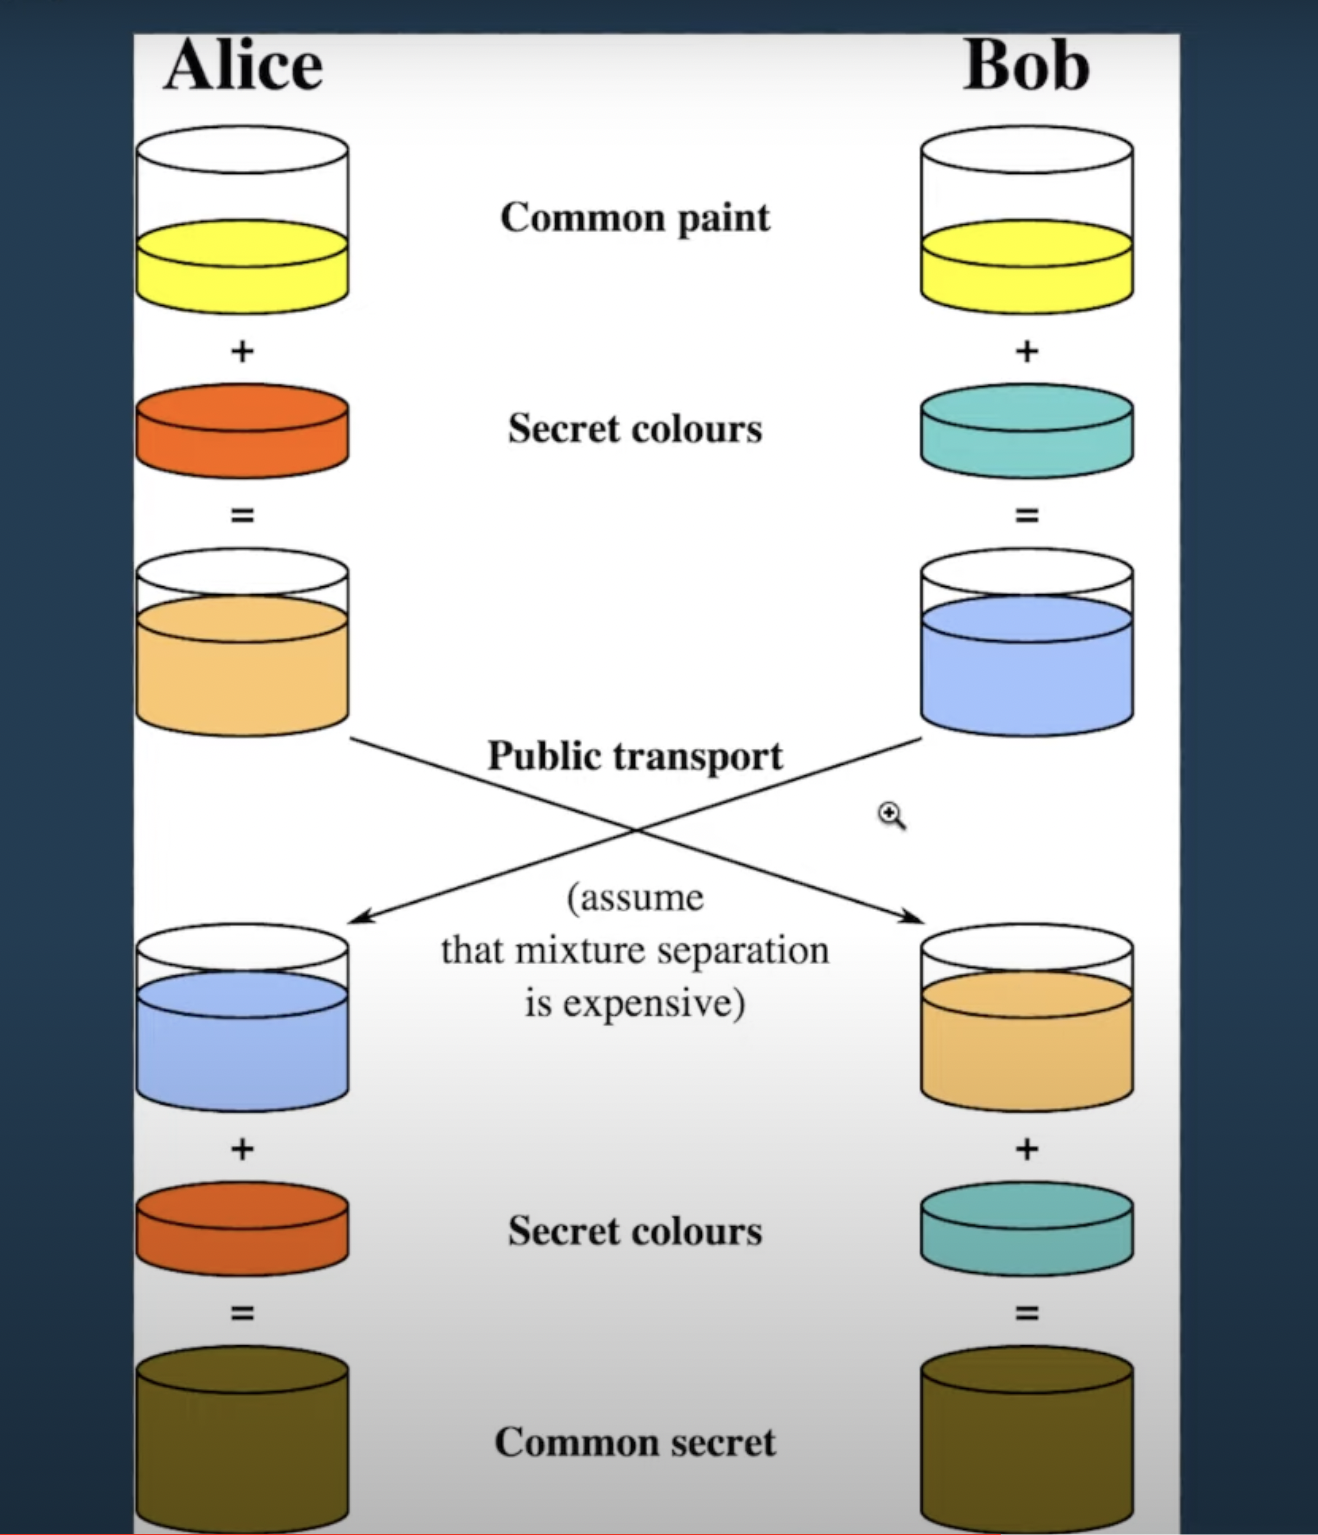 Alice
Bob
Common paint
+
+
Secret colours
=
=
Public transport
(assume
that mixture separation
is expensive)
+
+
Secret colours
=
=
Common secret